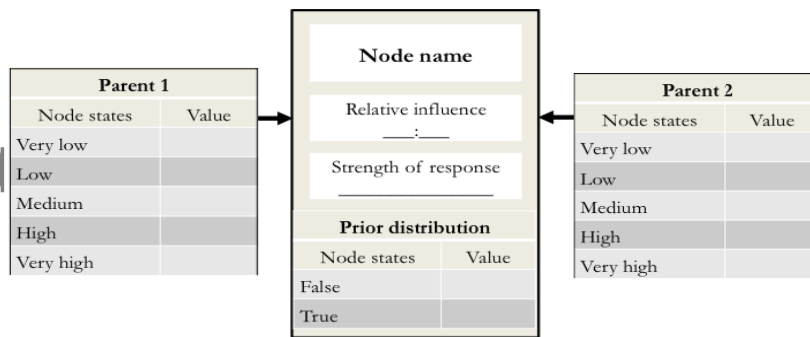 Parent 1
Node states Value
Very low
Low
Medium
High
Very high
Node name
Relative influence
___:___
Strength of response
_________________
Prior distribution
Node states Value
False
True
Parent 2
Node states Value
Very low
Low
Medium
High
Very high